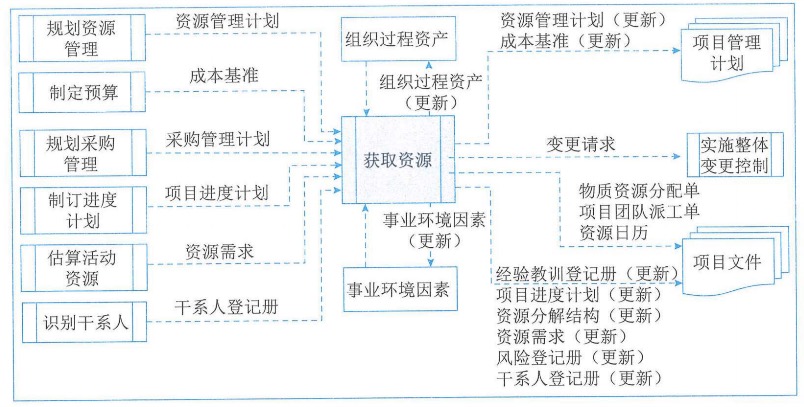 规划资源
管理
资源管理计划
制定预算
成本基准
规划采购
管理
采购管理计划
制订进度
计划
项目进度计划
估算活动
资源
资源需求
识别干系人
干系人登记册
组织过程资产
组织过程资产
（更新）
获取资源
事业环境因素
（更新）
事业环境因素
资源管理计划（更新）
成本基准（更新）
项目管理
计划
变更请求
实施整体
变更控制
物质资源分配单
项目团队派工单
资源日历
项目文件
经验教训登记册（更新）
项目进度计划（更新）
资源分解结构（更新）
资源需求（更新）
风险登记册（更新）
干系人登记册（更新）